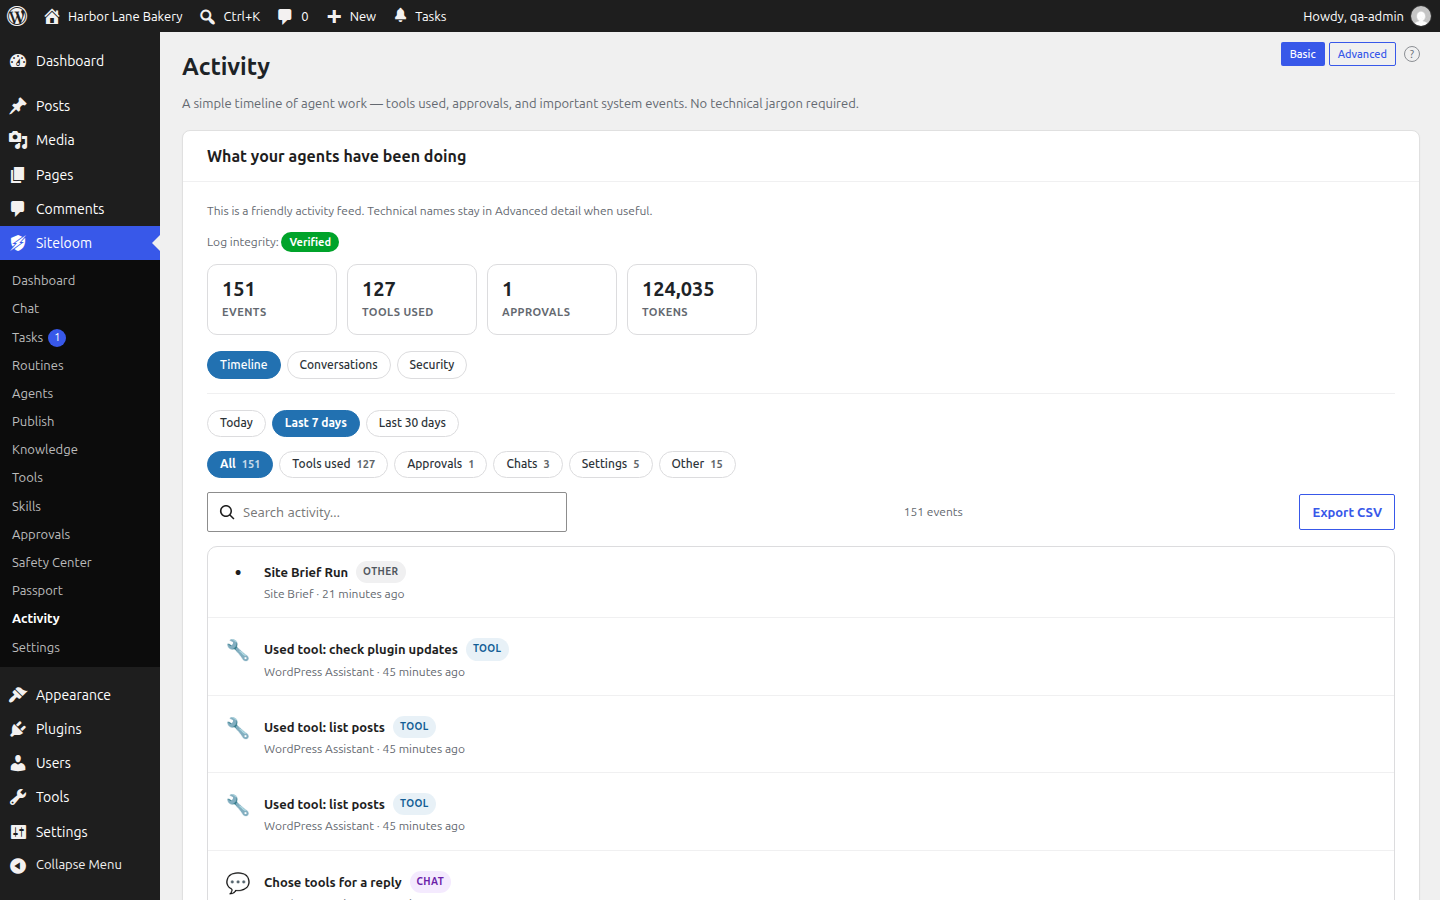 Harbor Lane Bakery Ctrl+K 0 New Tasks Howdy, qa-admin
Dashboard
Posts
Media
Pages
Comments
Siteloom
Dashboard
Chat
Tasks 1
Routines
Agents
Publish
Knowledge
Tools
Skills
Approvals
Safety Center
Passport
Activity
Settings
Appearance
Plugins
Users
Tools
Settings
Collapse Menu
Basic Advanced ?
Activity
A simple timeline of agent work — tools used, approvals, and important system events. No technical jargon required.
What your agents have been doing
This is a friendly activity feed. Technical names stay in Advanced detail when useful.
Log integrity: Verified
151 EVENTS
127 TOOLS USED
1 APPROVALS
124,035 TOKENS
Timeline Conversations Security
Today Last 7 days Last 30 days
All 151 Tools used 127 Approvals 1 Chats 3 Settings 5 Other 15
Search activity... 151 events Export CSV
Site Brief Run OTHER
Site Brief · 21 minutes ago
Used tool: check plugin updates TOOL
WordPress Assistant · 45 minutes ago
Used tool: list posts TOOL
WordPress Assistant · 45 minutes ago
Used tool: list posts TOOL
WordPress Assistant · 45 minutes ago
Chose tools for a reply CHAT